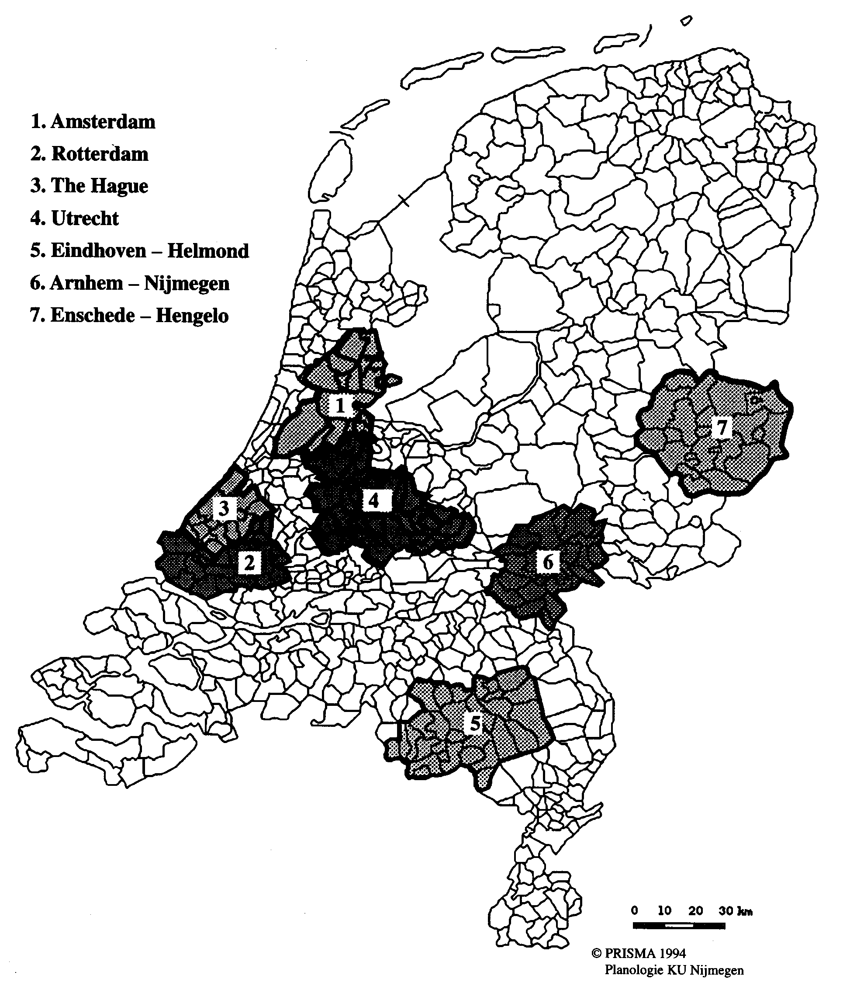 1. Amsterdam
2. Rotterdam
3. The Hague
4. Utrecht
5. Eindhoven – Helmond
6. Arnhem – Nijmegen
7. Enschede – Hengelo
1
7
4
3
2
6
5
0 10 20 30 km
© PRISMA 1994
Planologie KU Nijmegen